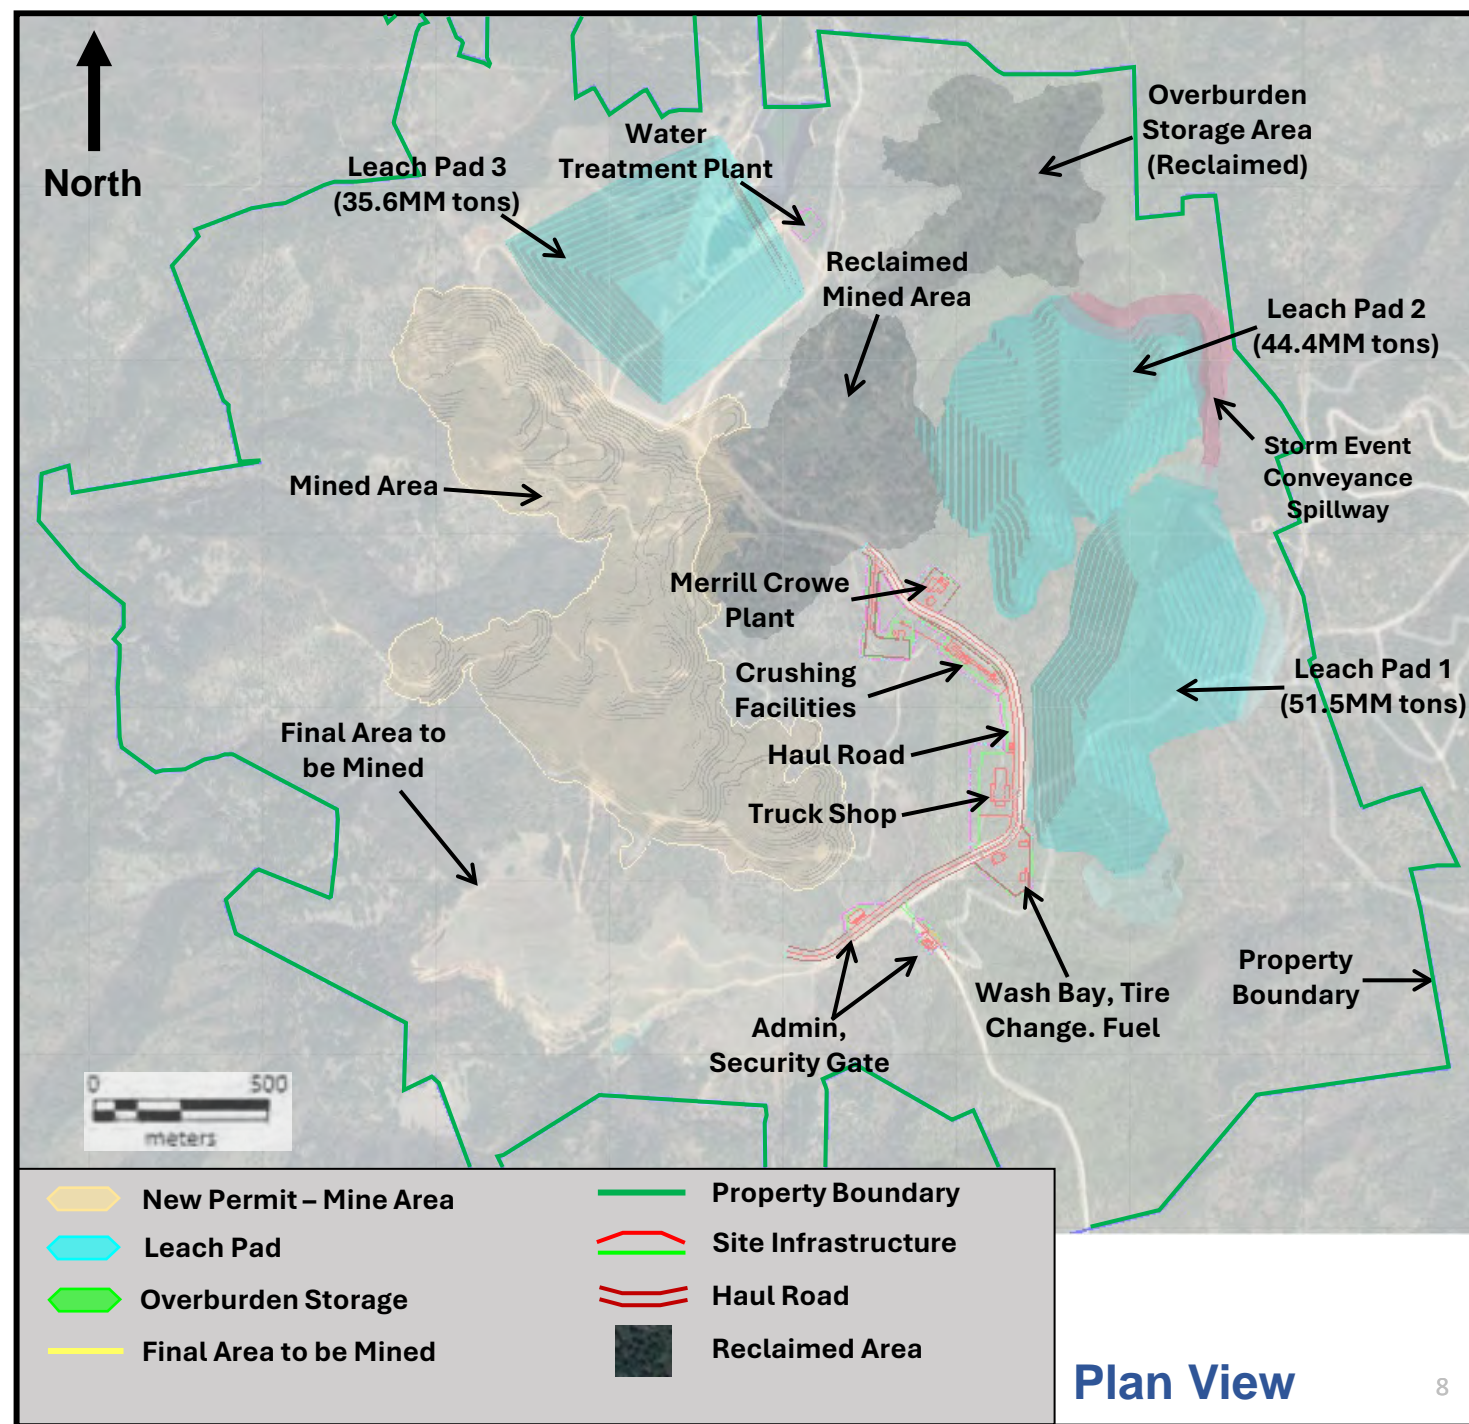 North
Overburden
Storage Area
(Reclaimed)
Water
Treatment Plant
Leach Pad 3
(35.6MM tons)
Reclaimed
Mined Area
Leach Pad 2
(44.4MM tons)
Storm Event
Conveyance
Spillway
Mined Area
Merrill Crowe
Plant
Crushing
Facilities
Leach Pad 1
(51.5MM tons)
Final Area to
be Mined
Haul Road
Truck Shop
Property
Boundary
Wash Bay, Tire
Change. Fuel
Admin,
Security Gate
0 500
meters
New Permit – Mine Area
Leach Pad
Overburden Storage
Final Area to be Mined
Property Boundary
Site Infrastructure
Haul Road
Reclaimed Area
Plan View
8